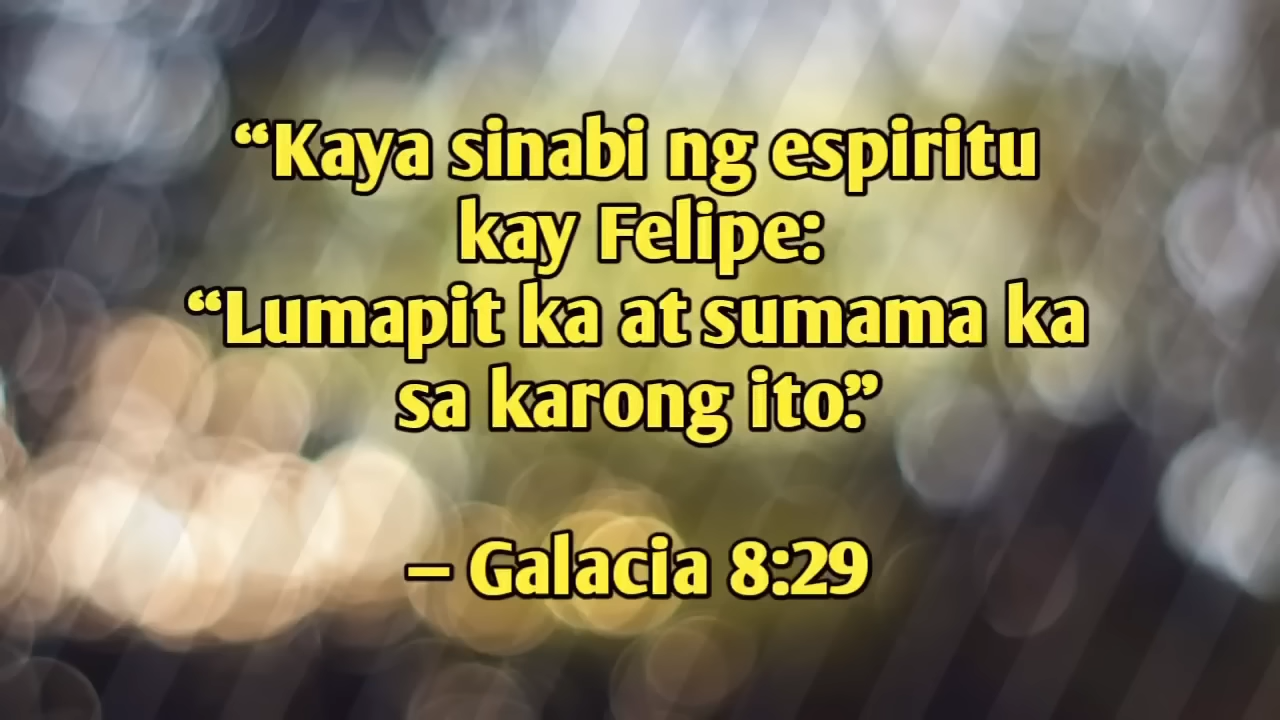 “Kaya sinabi ng espiritu
kay Felipe:
“Lumapit ka at sumama ka
sa karong ito.”
– Galacia 8:29